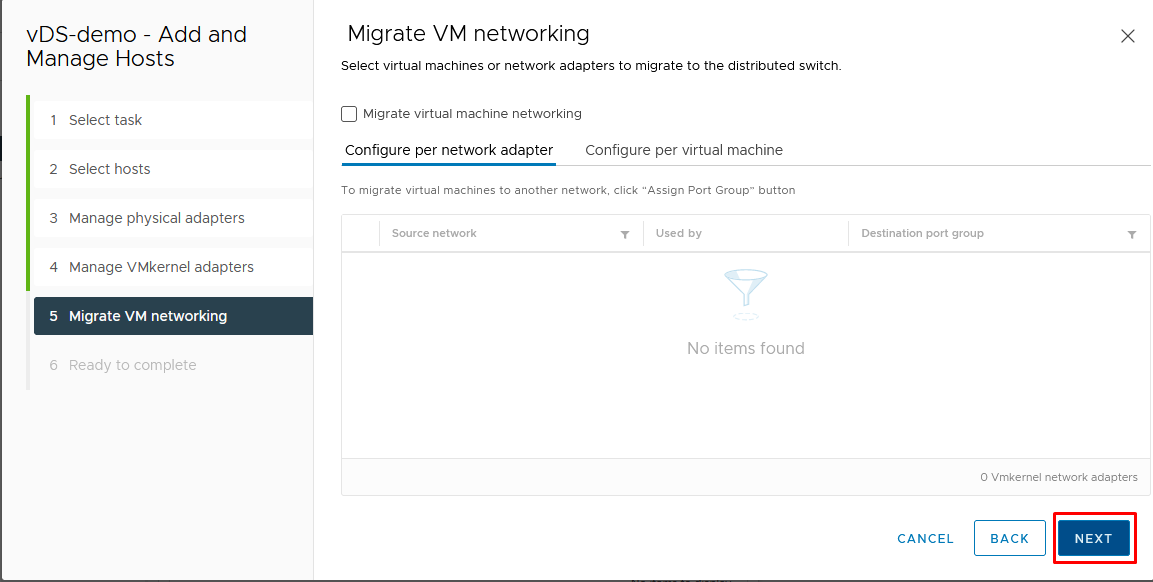 vDS-demo - Add and
Manage Hosts
1 Select task
2 Select hosts
3 Manage physical adapters
4 Manage VMkernel adapters
5 Migrate VM networking
6 Ready to complete
Migrate VM networking
Select virtual machines or network adapters to migrate to the distributed switch.
Migrate virtual machine networking
Configure per network adapter Configure per virtual machine
To migrate virtual machines to another network, click "Assign Port Group" button
Source network Used by Destination port group
No items found
0 Vmkernel network adapters
CANCEL BACK NEXT